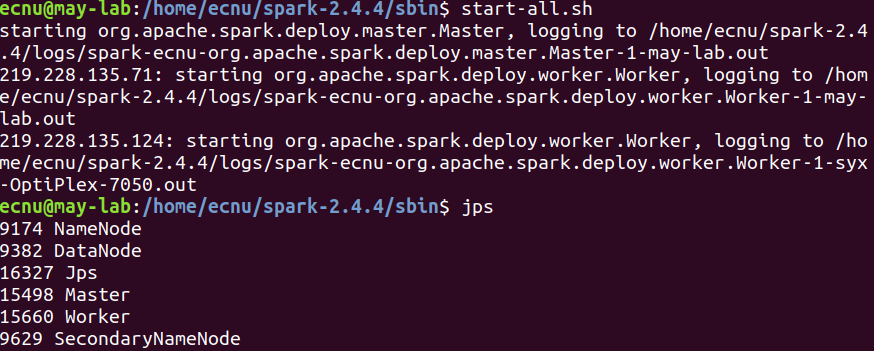 ecnu@may-lab:/home/ecnu/spark-2.4.4/sbin$ start-all.sh
starting org.apache.spark.deploy.master.Master, logging to /home/ecnu/spark-2.4
.4/logs/spark-ecnu-org.apache.spark.deploy.master.Master-1-may-lab.out
219.228.135.71: starting org.apache.spark.deploy.worker.Worker, logging to /hom
e/ecnu/spark-2.4.4/logs/spark-ecnu-org.apache.spark.deploy.worker.Worker-1-may-
lab.out
219.228.135.124: starting org.apache.spark.deploy.worker.Worker, logging to /ho
me/ecnu/spark-2.4.4/logs/spark-ecnu-org.apache.spark.deploy.worker.Worker-1-syx
-OptiPlex-7050.out
ecnu@may-lab:/home/ecnu/spark-2.4.4/sbin$ jps
9174 NameNode
9382 DataNode
16327 Jps
15498 Master
15660 Worker
9629 SecondaryNameNode